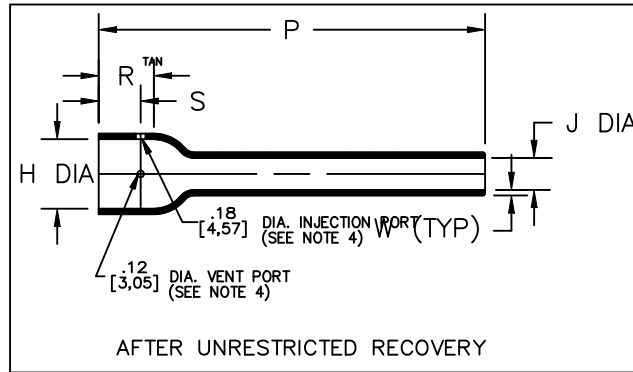 P
R TAN
S
J DIA
H DIA
.18
[4,57] DIA. INJECTION PORT
(SEE NOTE 4)
W (TYP)
.12
[3,05] DIA. VENT PORT
(SEE NOTE 4)
AFTER UNRESTRICTED RECOVERY